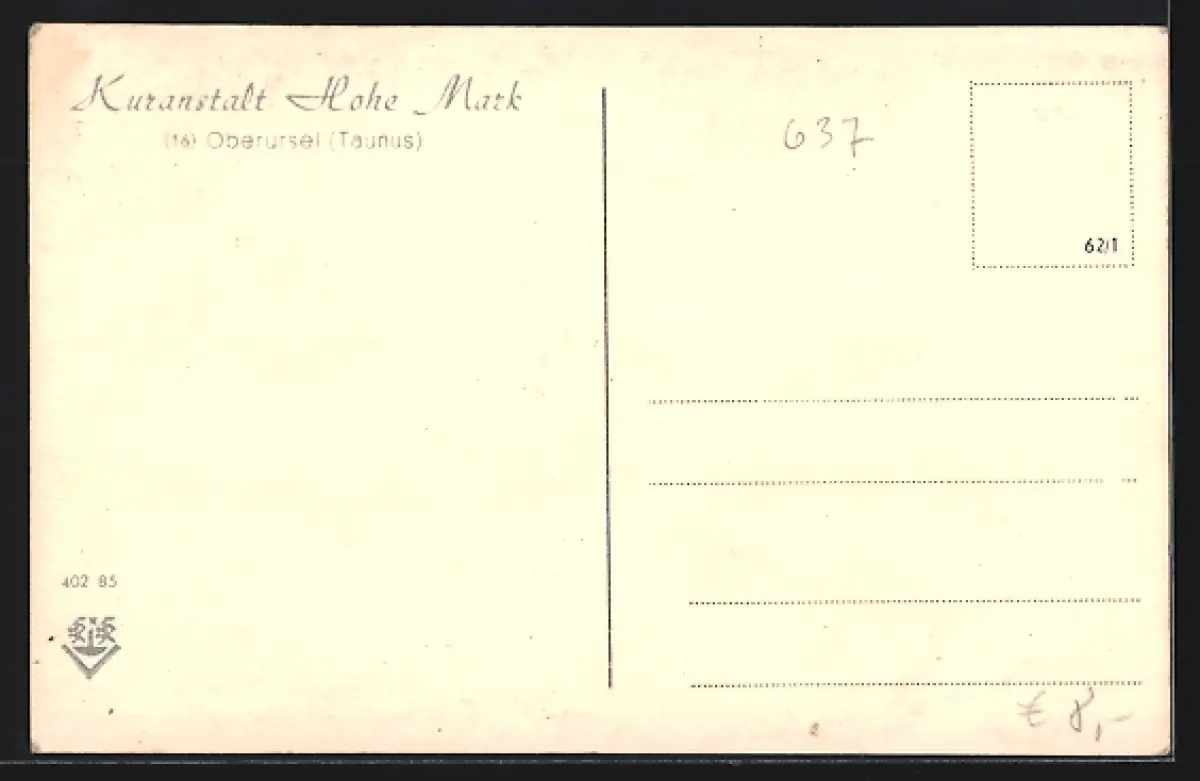 Kuranstalt Hohe Mark
(16) Oberursel (Taunus)
637
62/1
402 85
€ 8,-